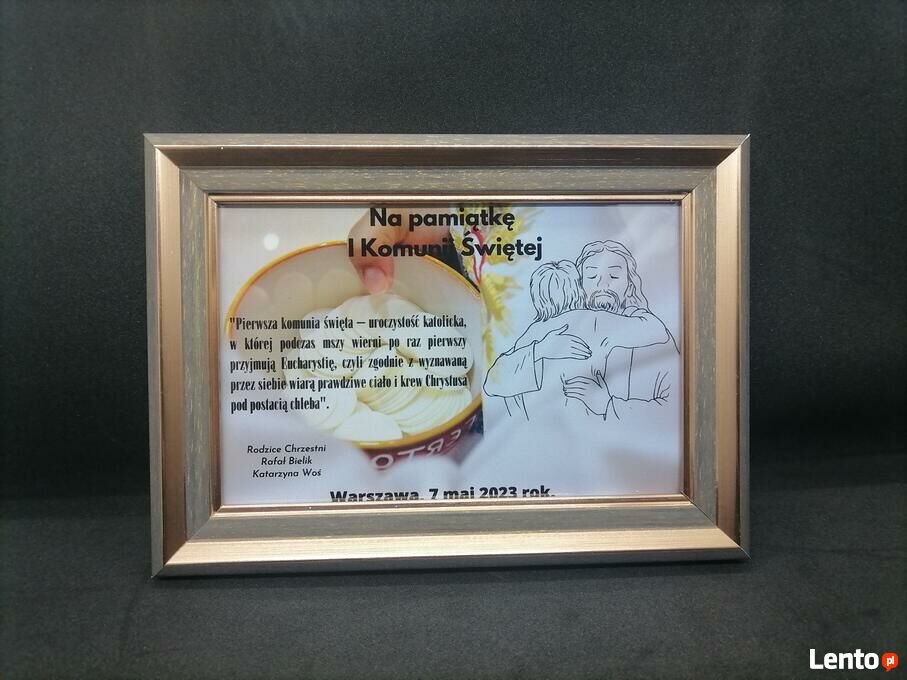 Na pamiątkę
I Komunii Świętej
"Pierwsza komunia święta – uroczystość katolicka,
w której podczas mszy wierni po raz pierwszy
przyjmują Eucharystię, czyli zgodnie z wyznawaną
przez siebie wiarą prawdziwe ciało i krew Chrystusa
pod postacią chleba".
Rodzice Chrzestni
Rafał Bielik
Katarzyna Woś
Warszawa, 7 maj 2023 rok.
Lento pl